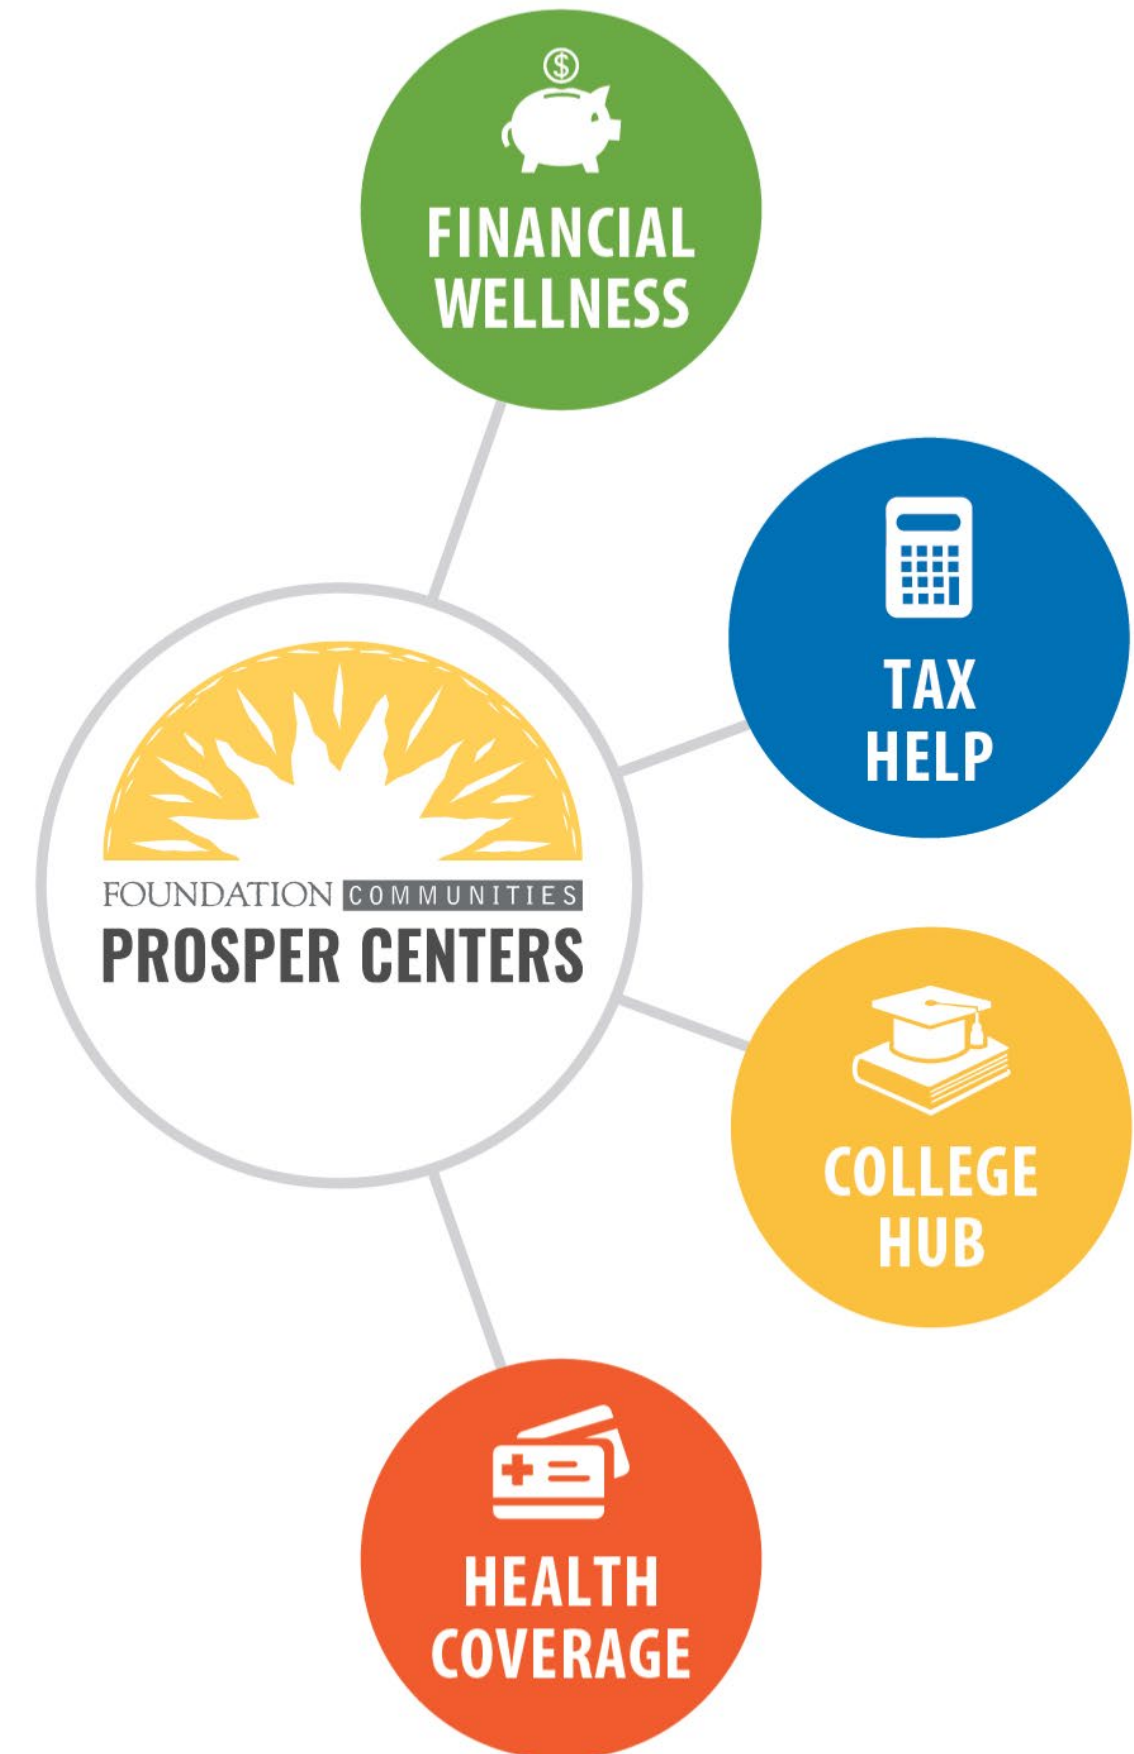 $
FINANCIAL
WELLNESS
TAX
HELP
FOUNDATION COMMUNITIES
PROSPER CENTERS
COLLEGE
HUB
HEALTH
COVERAGE